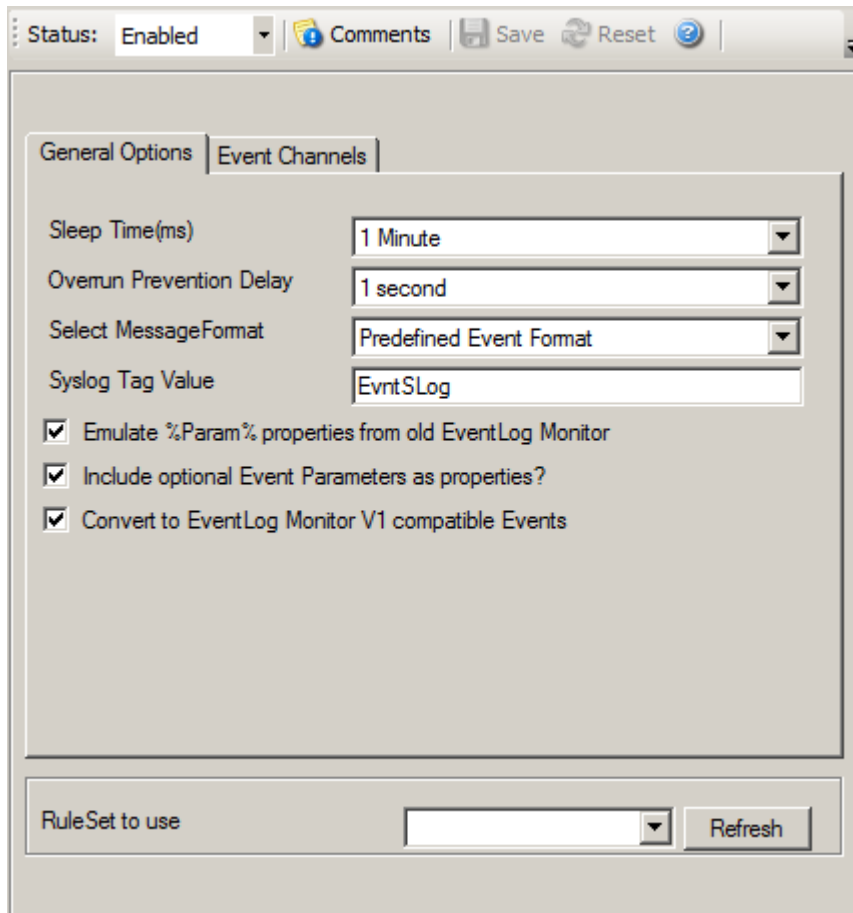 Status: Enabled Comments Save Reset
General Options Event Channels
Sleep Time(ms) 1 Minute
Overrun Prevention Delay 1 second
Select MessageFormat Predefined Event Format
Syslog Tag Value EvntSLog
Emulate %Param% properties from old EventLog Monitor
Include optional Event Parameters as properties?
Convert to EventLog Monitor V1 compatible Events
RuleSet to use Refresh